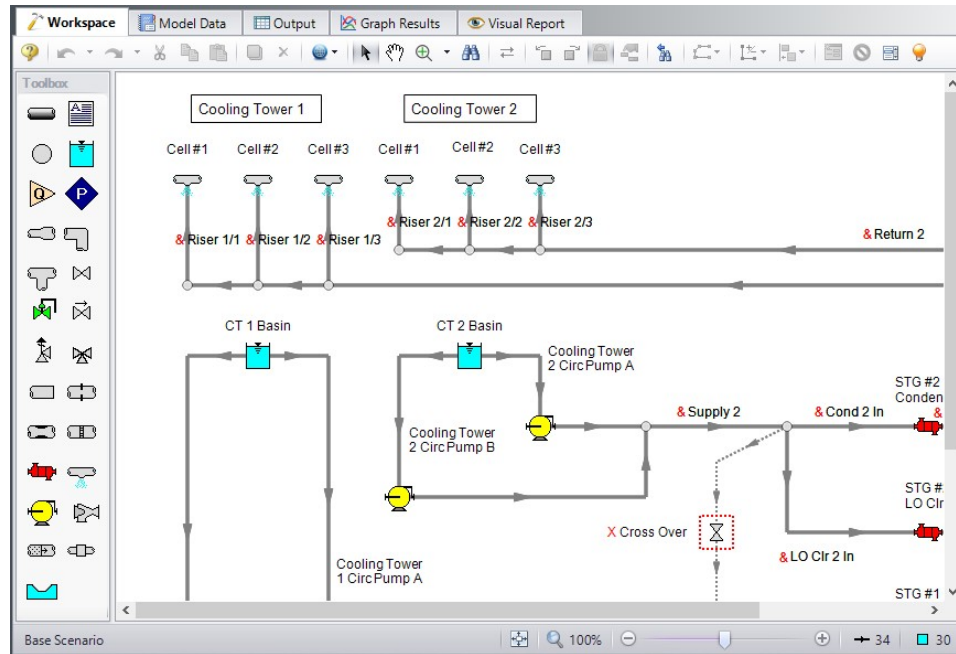 Workspace
Model Data
Output
Graph Results
Visual Report
Toolbox
A
Q
P
Cooling Tower 1
Cooling Tower 2
Cell #1
Cell #2
Cell #3
Cell #1
Cell #2
Cell #3
& Riser 1/1
& Riser 1/2
& Riser 1/3
& Riser 2/1
& Riser 2/2
& Riser 2/3
& Return 2
CT 1 Basin
CT 2 Basin
Cooling Tower
2 Circ Pump A
Cooling Tower
2 Circ Pump B
& Supply 2
& Cond 2 In
STG #2
Conden
&
STG #
LO Clr
X Cross Over
& LO Clr 2 In
Cooling Tower
1 Circ Pump A
STG #1
Base Scenario
100%
34
30